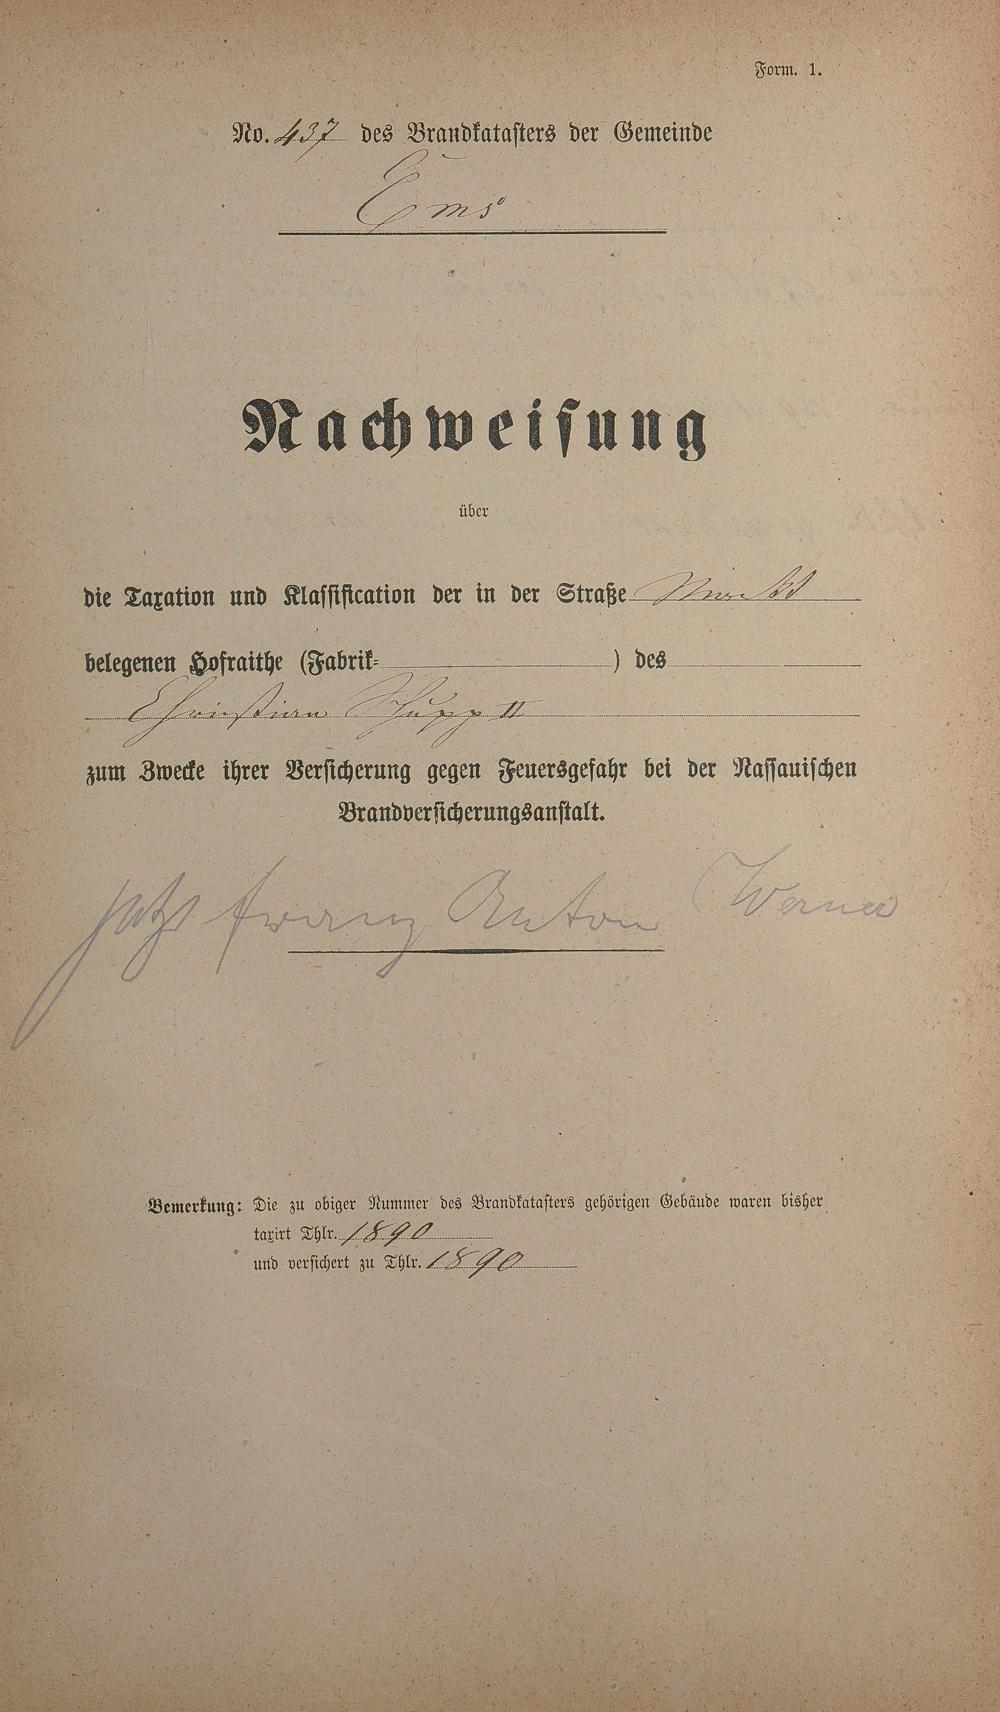 Form. 1.
No. 437 des Brandkatasters der Gemeinde
Ems
Nachweisung
über
die Taxation und Klassification der in der Straße Markt
belegenen Hofraithe (Fabrik- ) des
Christian Schupp II
zum Zwecke ihrer Versicherung gegen Feuersgefahr bei der Nassauischen
Brandversicherungsanstalt.
jetzt Franz Anton Werner
Bemerkung: Die zu obiger Nummer des Brandkatasters gehörigen Gebäude waren bisher
taxirt Thlr. 1890
und versichert zu Thlr. 1890